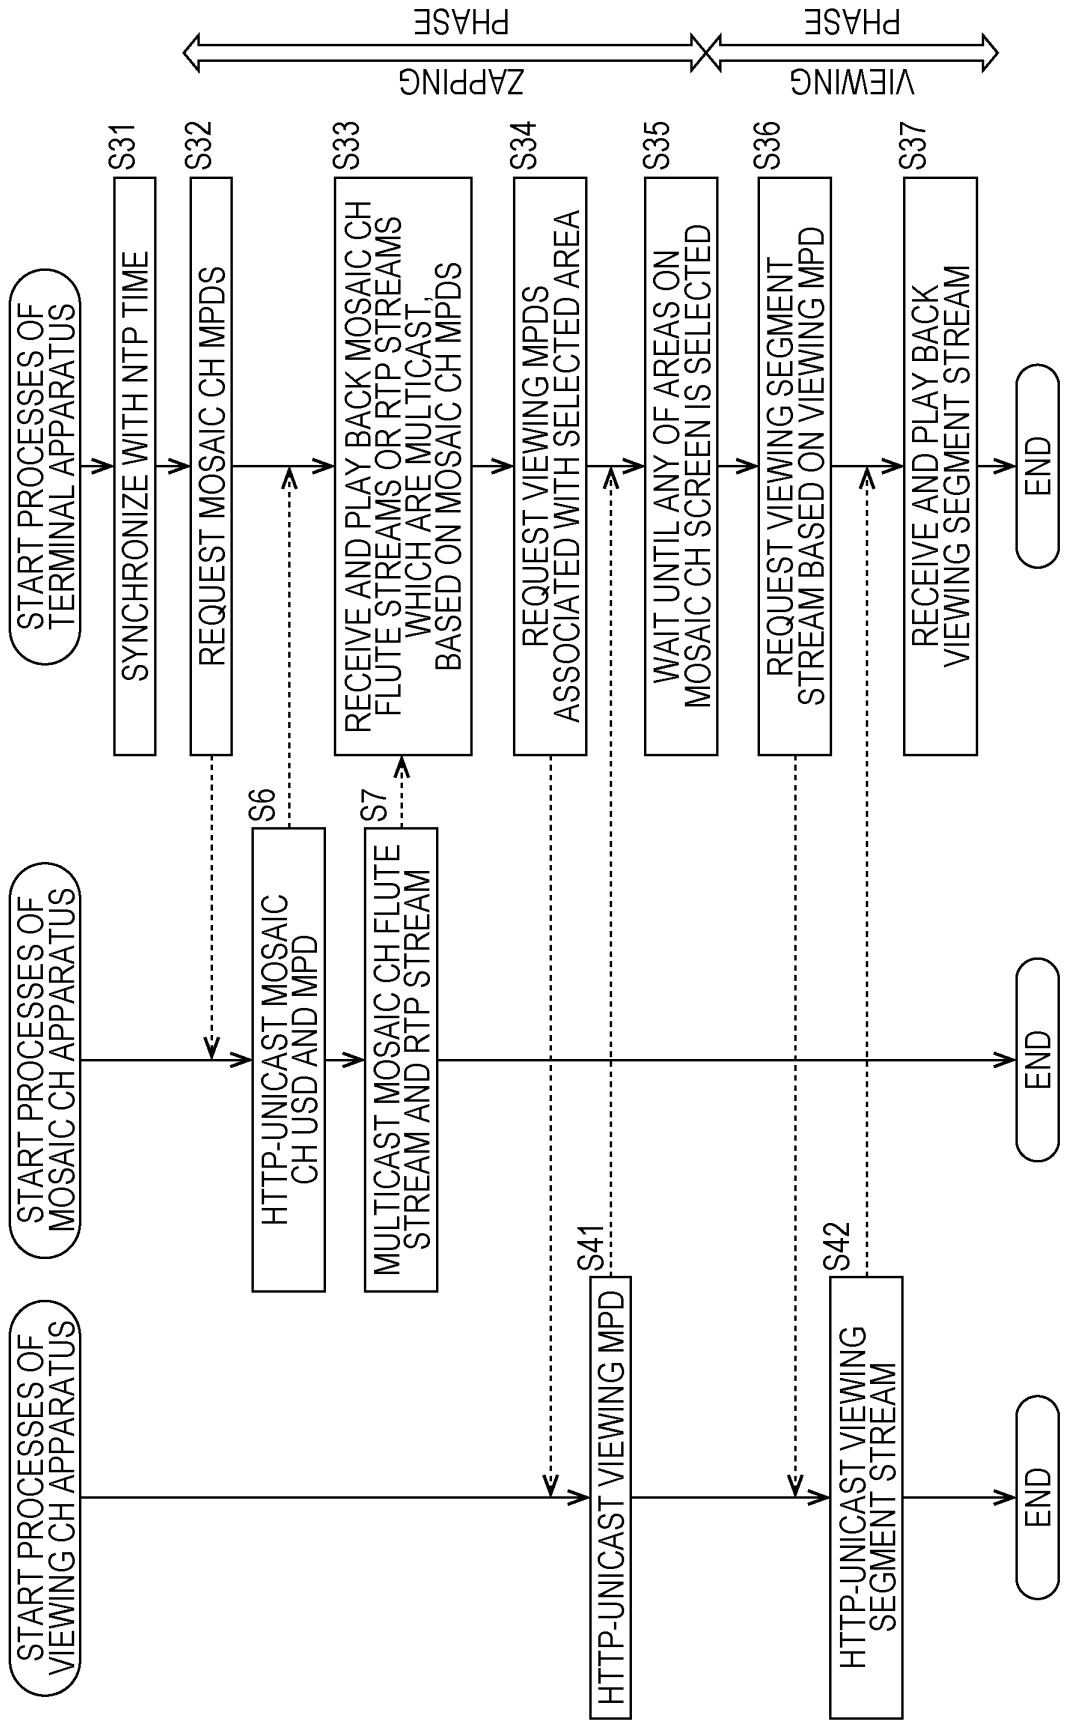 START PROCESSES OF
VIEWING CH APPARATUS
START PROCESSES OF
MOSAIC CH APPARATUS
START PROCESSES OF
TERMINAL APPARATUS
S31
SYNCHRONIZE WITH NTP TIME
S32
REQUEST MOSAIC CH MPDS
S6
HTTP-UNICAST MOSAIC
CH USD AND MPD
S33
RECEIVE AND PLAY BACK MOSAIC CH
FLUTE STREAMS OR RTP STREAMS
WHICH ARE MULTICAST,
BASED ON MOSAIC CH MPDS
S7
MULTICAST MOSAIC CH FLUTE
STREAM AND RTP STREAM
S34
REQUEST VIEWING MPDS
ASSOCIATED WITH SELECTED AREA
S41
HTTP-UNICAST VIEWING MPD
S35
WAIT UNTIL ANY OF AREAS ON
MOSAIC CH SCREEN IS SELECTED
S36
REQUEST VIEWING SEGMENT
STREAM BASED ON VIEWING MPD
S42
HTTP-UNICAST VIEWING
SEGMENT STREAM
S37
RECEIVE AND PLAY BACK
VIEWING SEGMENT STREAM
END
END
END
ZAPPING
PHASE
VIEWING
PHASE